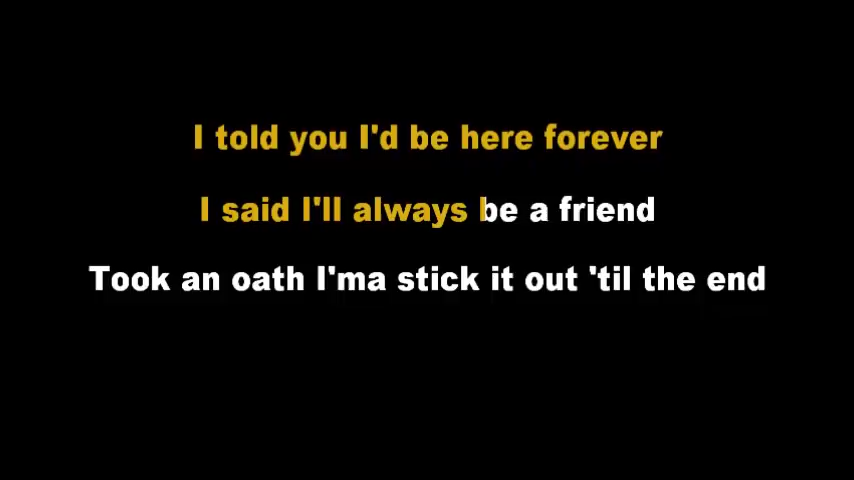 I told you I'd be here forever
I said I'll always be a friend
Took an oath I'ma stick it out 'til the end